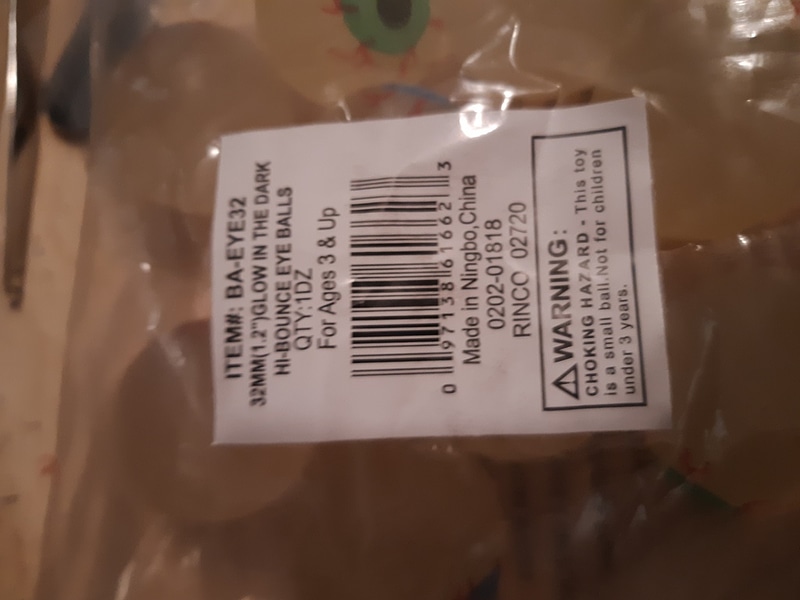 ITEM#: BA-EYE32
32MM(1.2")GLOW IN THE DARK
HI-BOUNCE EYE BALLS
QTY:1DZ
For Ages 3 & Up
0 97138 61662 3
Made in Ningbo,China
0202-01818
RINCO 02720
⚠WARNING:
CHOKING HAZARD - This toy
is a small ball.Not for children
under 3 years.